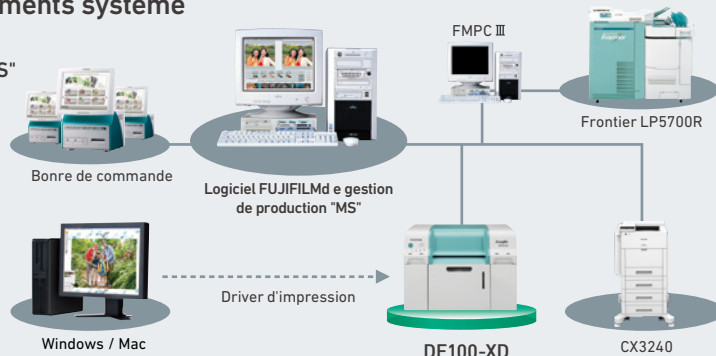 ments système
S"
FMPC III
Frontier LP5700R
Bonre de commande
Logiciel FUJIFILMd e gestion
de production "MS"
Driver d'impression
Windows / Mac
DE100-XD
CX3240